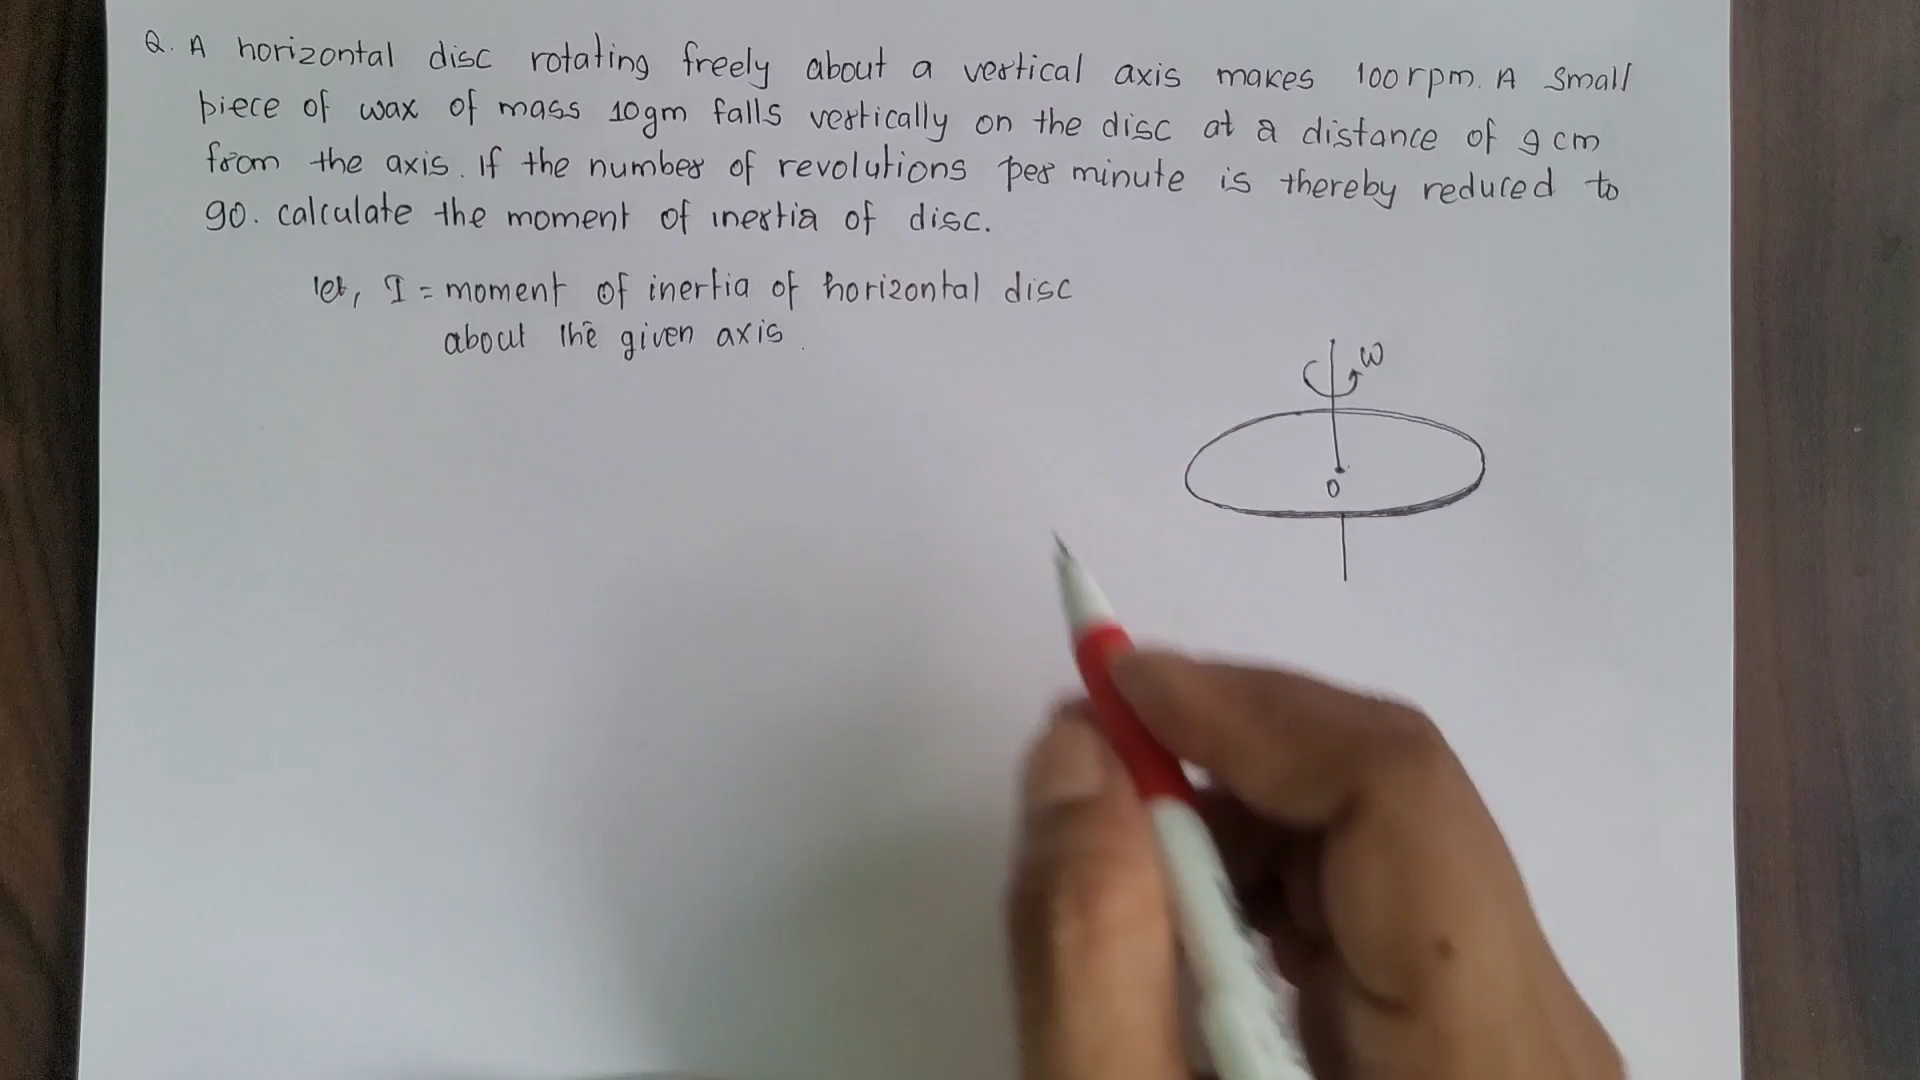 Q. A horizontal disc rotating freely about a vertical axis makes 100 rpm. A small
piece of wax of mass 10gm falls vertically on the disc at a distance of 9 cm
from the axis. If the number of revolutions per minute is thereby reduced to
90. calculate the moment of inertia of disc.
let, I = moment of inertia of horizontal disc
about the given axis.
ω
O